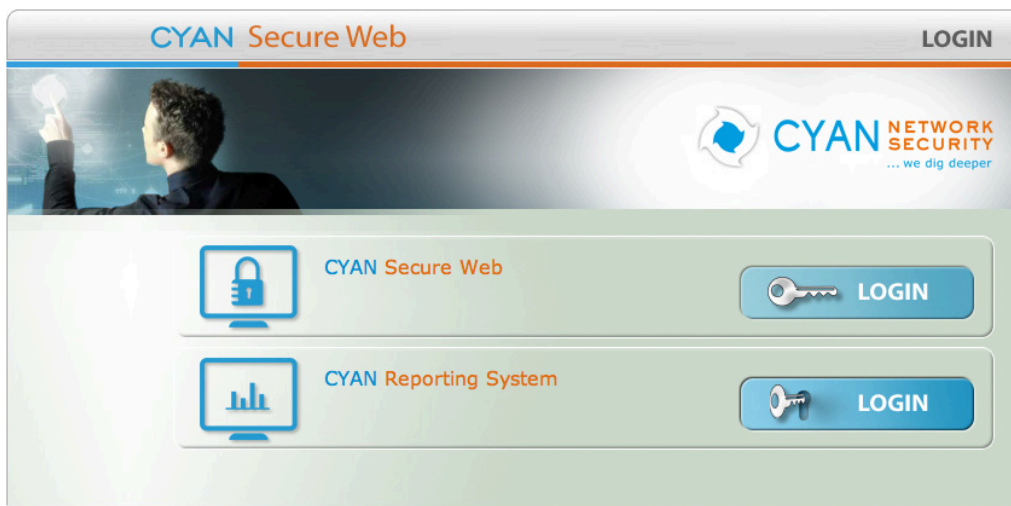 CYAN Secure Web
LOGIN
CYAN NETWORK SECURITY
... we dig deeper
CYAN Secure Web
LOGIN
CYAN Reporting System
LOGIN